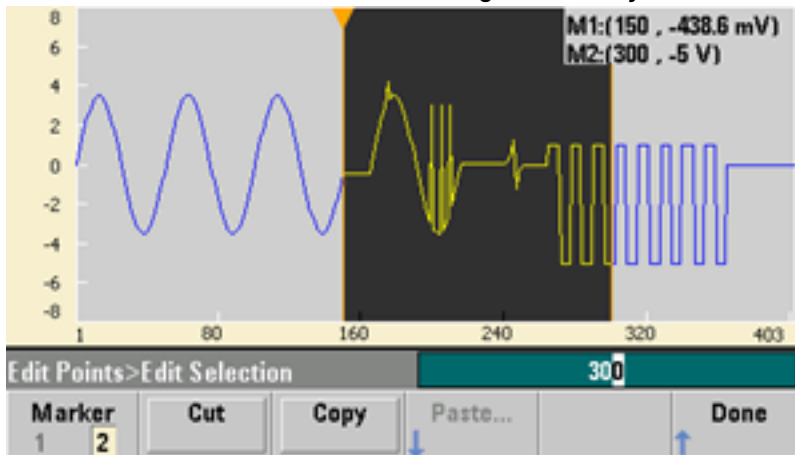 M1:(150 , -438.6 mV)
M2:(300 , -5 V)
8
6
4
2
0
-2
-4
-6
-8
1 80 160 240 320 403
Edit Points>Edit Selection 300
Marker Cut Copy Paste... Done
1 2